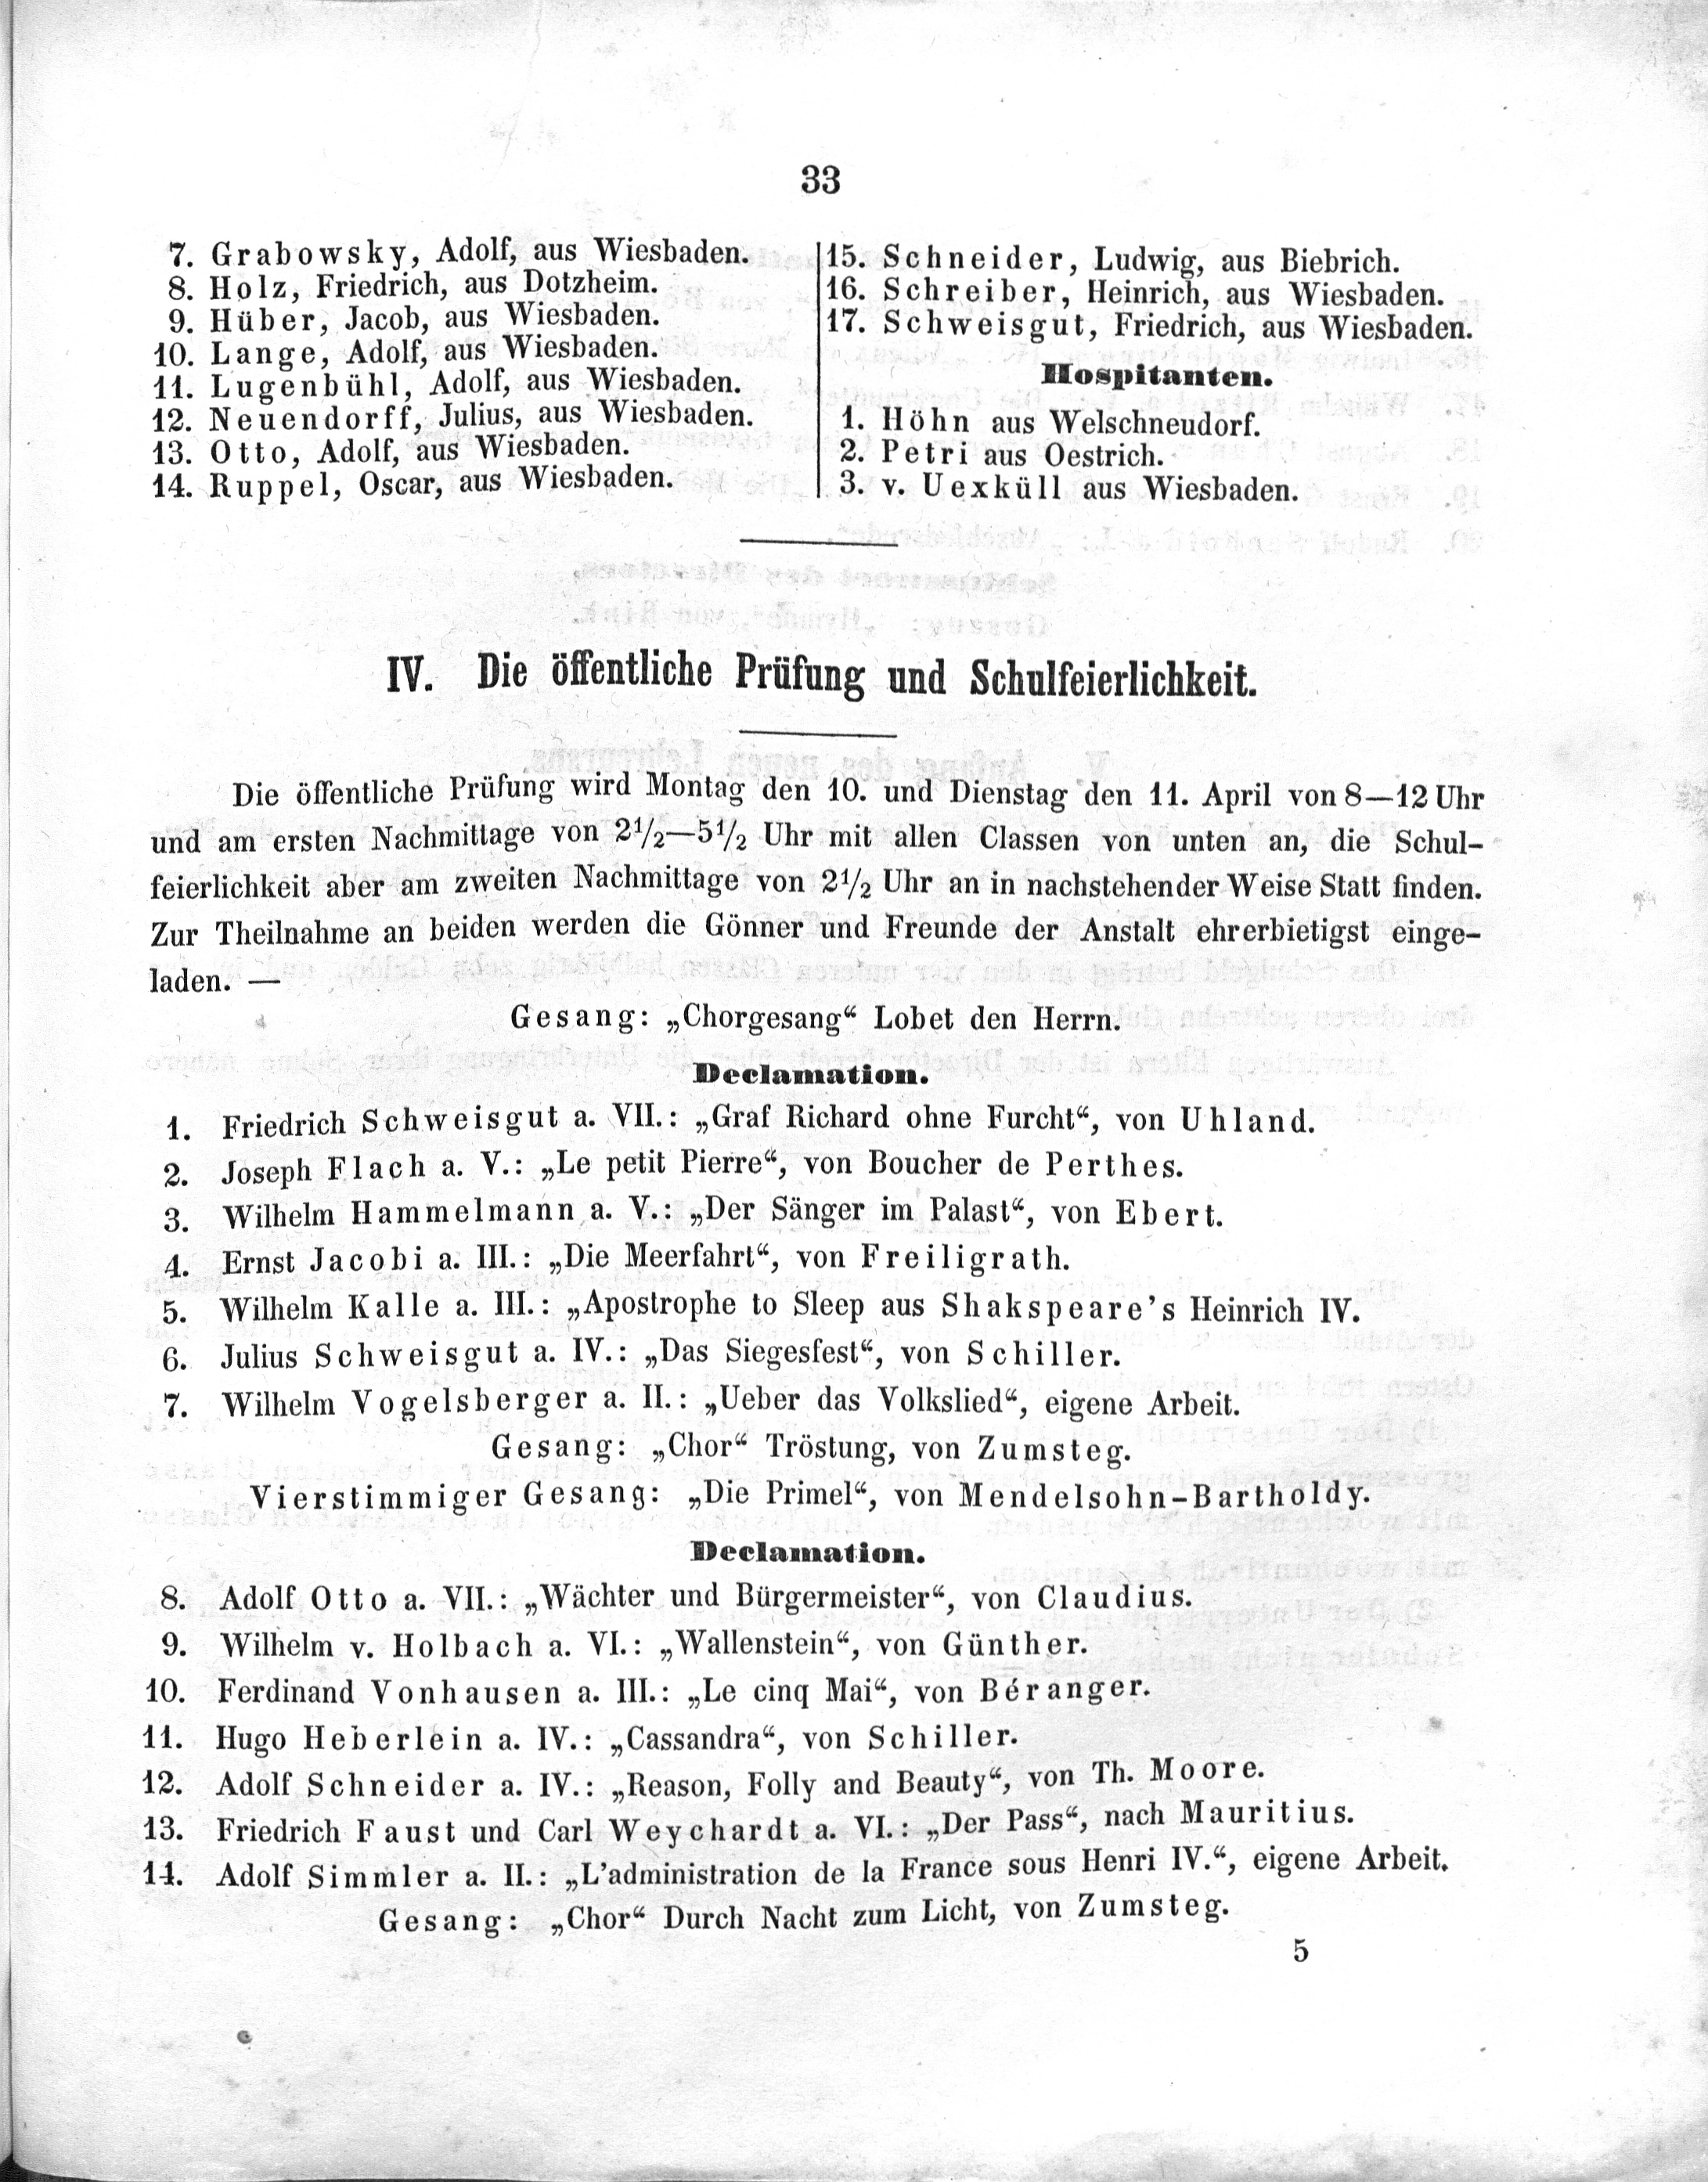 33
7. Grabowsky, Adolf, aus Wiesbaden.
8. Holz, Friedrich, aus Dotzheim.
9. Hüber, Jacob, aus Wiesbaden.
10. Lange, Adolf, aus Wiesbaden.
11. Lugenbühl, Adolf, aus Wiesbaden.
12. Neuendorff, Julius, aus Wiesbaden.
13. Otto, Adolf, aus Wiesbaden.
14. Ruppel, Oscar, aus Wiesbaden.
15. Schneider, Ludwig, aus Biebrich.
16. Schreiber, Heinrich, aus Wiesbaden.
17. Schweisgut, Friedrich, aus Wiesbaden.
Hospitanten.
1. Höhn aus Welschneudorf.
2. Petri aus Oestrich.
3. v. Uexküll aus Wiesbaden.
IV. Die öffentliche Prüfung und Schulfeierlichkeit.
Die öffentliche Prüfung wird Montag den 10. und Dienstag den 11. April von 8—12 Uhr
und am ersten Nachmittage von 2½—5½ Uhr mit allen Classen von unten an, die Schul-
feierlichkeit aber am zweiten Nachmittage von 2½ Uhr an in nachstehender Weise Statt finden.
Zur Theilnahme an beiden werden die Gönner und Freunde der Anstalt ehrerbietigst einge-
laden. —
Gesang: „Chorgesang“ Lobet den Herrn.
Declamation.
1. Friedrich Schweisgut a. VII.: „Graf Richard ohne Furcht“, von Uhland.
2. Joseph Flach a. V.: „Le petit Pierre“, von Boucher de Perthes.
3. Wilhelm Hammelmann a. V.: „Der Sänger im Palast“, von Ebert.
4. Ernst Jacobi a. III.: „Die Meerfahrt“, von Freiligrath.
5. Wilhelm Kalle a. III.: „Apostrophe to Sleep aus Shakspeare's Heinrich IV.
6. Julius Schweisgut a. IV.: „Das Siegesfest“, von Schiller.
7. Wilhelm Vogelsberger a. II.: „Ueber das Volkslied“, eigene Arbeit.
Gesang: „Chor“ Tröstung, von Zumsteg.
Vierstimmiger Gesang: „Die Primel“, von Mendelsohn-Bartholdy.
Declamation.
8. Adolf Otto a. VII.: „Wächter und Bürgermeister“, von Claudius.
9. Wilhelm v. Holbach a. VI.: „Wallenstein“, von Günther.
10. Ferdinand Vonhausen a. III.: „Le cinq Mai“, von Béranger.
11. Hugo Heberlein a. IV.: „Cassandra“, von Schiller.
12. Adolf Schneider a. IV.: „Reason, Folly and Beauty“, von Th. Moore.
13. Friedrich Faust und Carl Weychardt a. VI.: „Der Pass“, nach Mauritius.
14. Adolf Simmler a. II.: „L'administration de la France sous Henri IV.“, eigene Arbeit.
Gesang: „Chor“ Durch Nacht zum Licht, von Zumsteg.
5